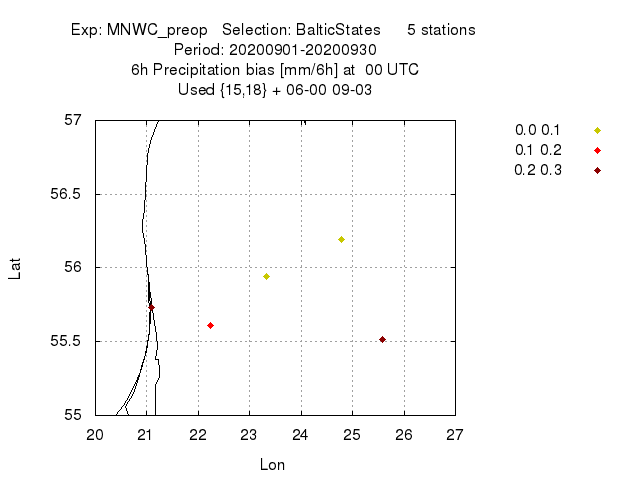 Exp: MNWC_preop Selection: BalticStates 5 stations
Period: 20200901-20200930
6h Precipitation bias [mm/6h] at 00 UTC
Used {15,18} + 06-00 09-03
0.0 0.1
0.1 0.2
0.2 0.3
57
56.5
56
55.5
55
Lat
20 21 22 23 24 25 26 27
Lon